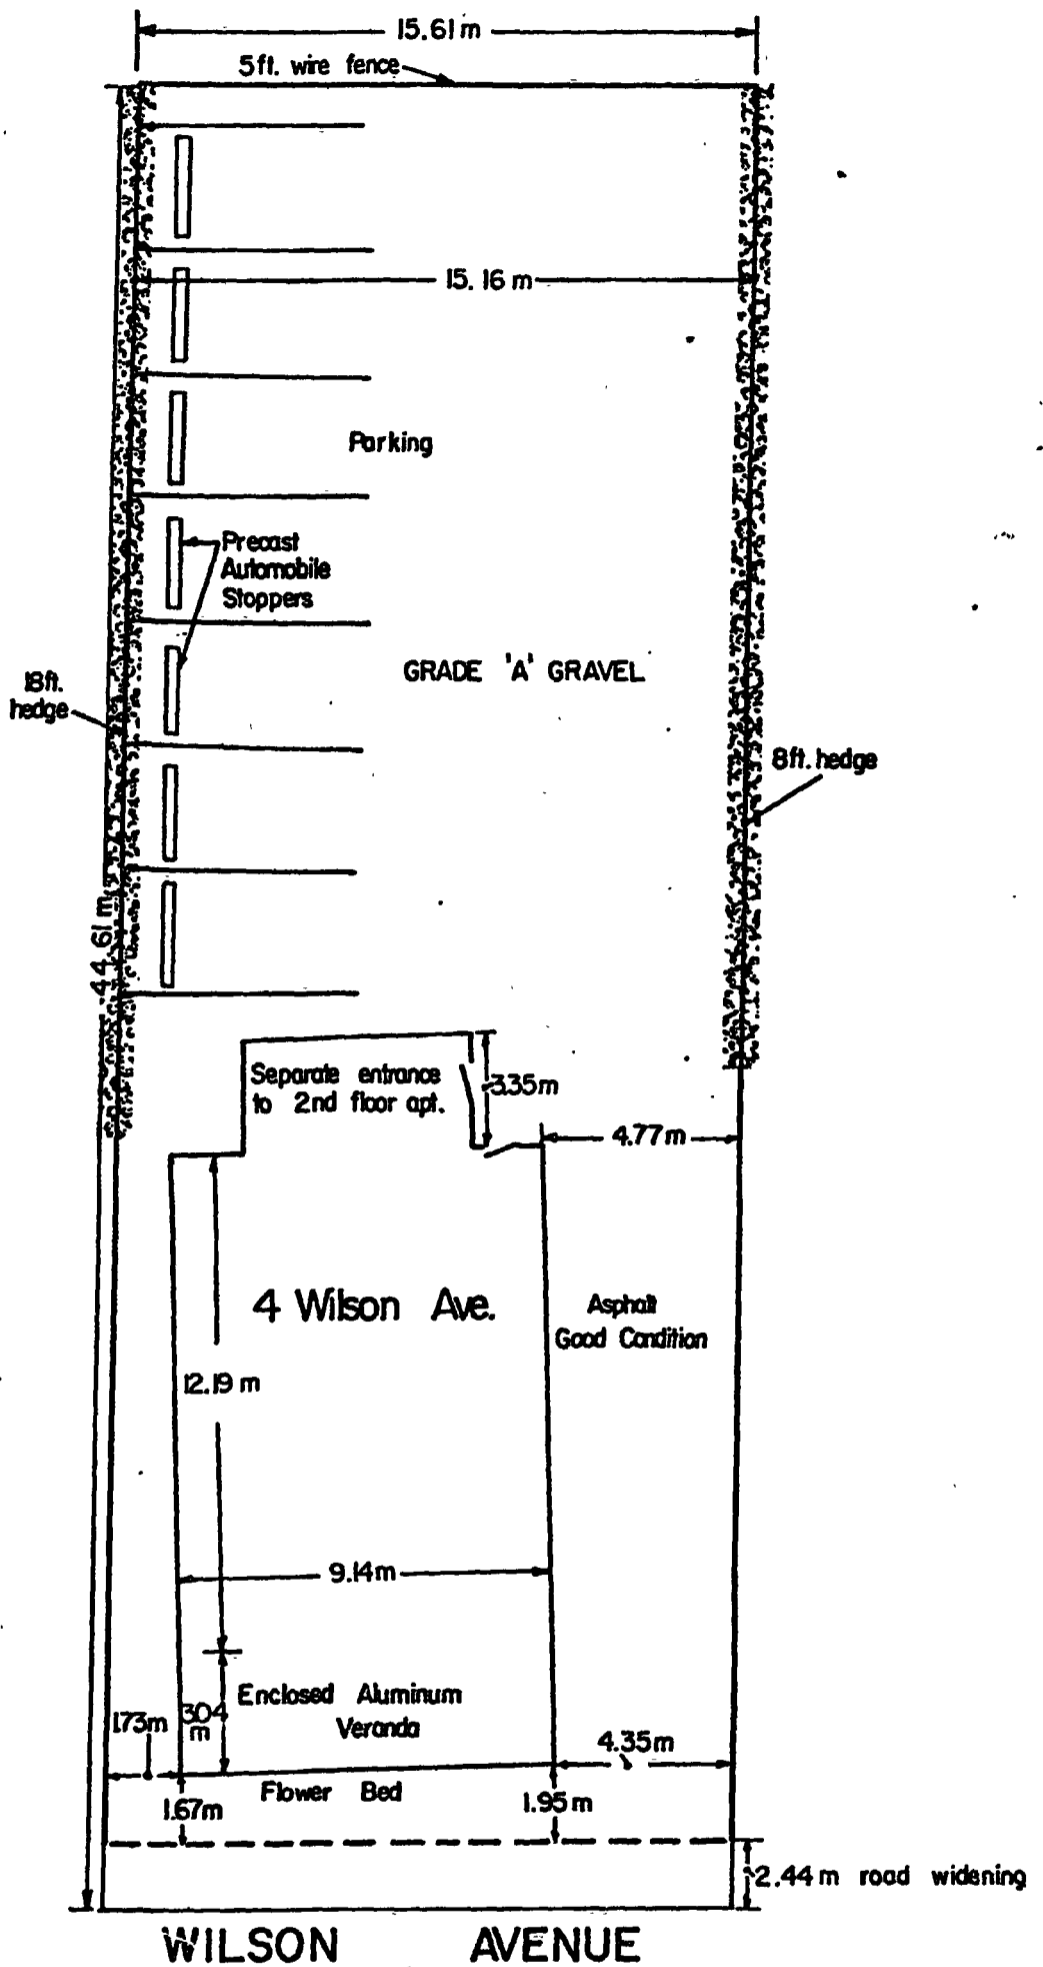 15.61 m
5ft. wire fence
15.16 m
Parking
Precast
Automobile
Stoppers
GRADE 'A' GRAVEL
18ft.
hedge
8ft. hedge
44.61 m
Separate entrance
to 2nd floor apt.
3.35m
4.77m
4 Wilson Ave.
Asphalt
Good Condition
12.19 m
9.14m
Enclosed Aluminum
Veranda
1.73m
3.04
m
4.35m
Flower Bed
1.67m
1.95 m
2.44 m road widening
WILSON AVENUE